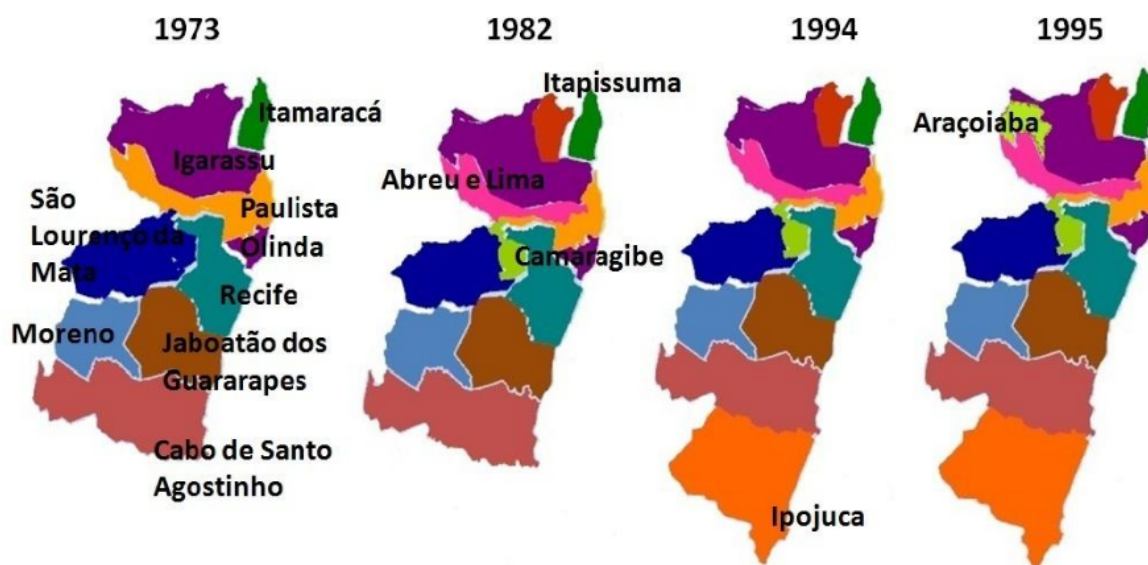 1973
1982
1994
1995
Itamaracá
Igarassu
São
Lourenço da
Mata
Paulista
Olinda
Recife
Moreno
Jaboatão dos
Guararapes
Cabo de Santo
Agostinho
Itapissuma
Abreu e Lima
Camaragibe
Ipojuca
Araçoiaba